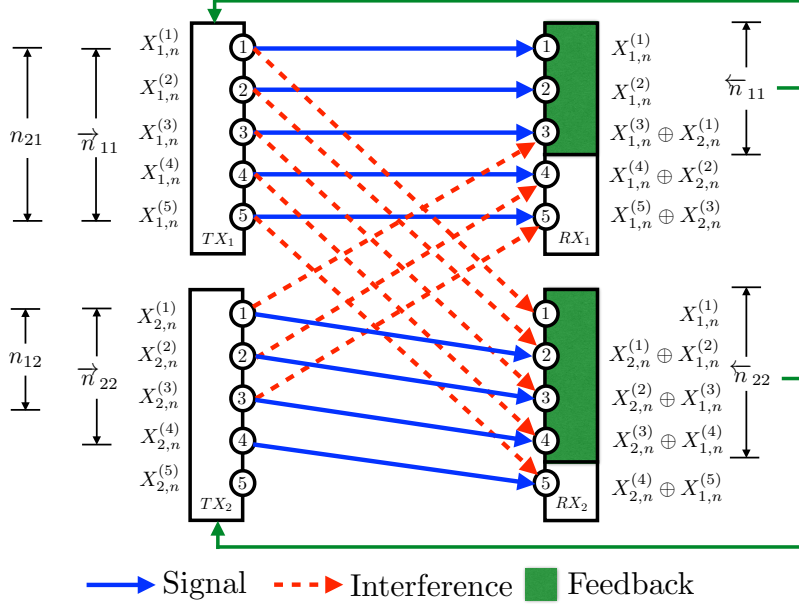 $X_{1,n}^{(1)}$ 1 1 $X_{1,n}^{(1)}$
$X_{1,n}^{(2)}$ 2 2 $X_{1,n}^{(2)}$ $\overleftarrow{n}_{11}$
$n_{21}$ $\overrightarrow{n}_{11}$ $X_{1,n}^{(3)}$ 3 3 $X_{1,n}^{(3)} \oplus X_{2,n}^{(1)}$
$X_{1,n}^{(4)}$ 4 4 $X_{1,n}^{(4)} \oplus X_{2,n}^{(2)}$
$X_{1,n}^{(5)}$ 5 5 $X_{1,n}^{(5)} \oplus X_{2,n}^{(3)}$
$TX_1$ $RX_1$
$X_{2,n}^{(1)}$ 1 1 $X_{1,n}^{(1)}$
$n_{12}$ $X_{2,n}^{(2)}$ 2 2 $X_{2,n}^{(1)} \oplus X_{1,n}^{(2)}$
$\overrightarrow{n}_{22}$ $X_{2,n}^{(3)}$ 3 3 $X_{2,n}^{(2)} \oplus X_{1,n}^{(3)}$ $\overleftarrow{n}_{22}$
$X_{2,n}^{(4)}$ 4 4 $X_{2,n}^{(3)} \oplus X_{1,n}^{(4)}$
$X_{2,n}^{(5)}$ 5 5 $X_{2,n}^{(4)} \oplus X_{1,n}^{(5)}$
$TX_2$ $RX_2$
Signal Interference Feedback